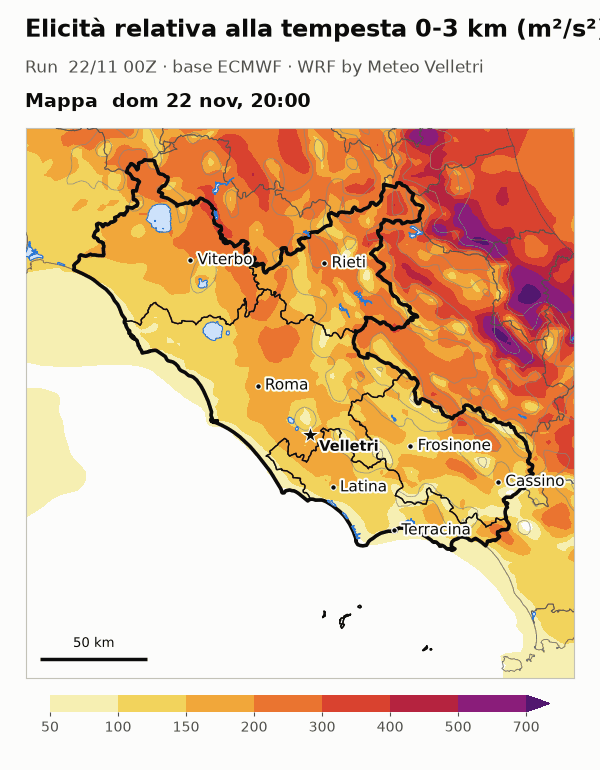 Elicità relativa alla tempesta 0-3 km (m²/s²)
Run  22/11 00Z · base ECMWF · WRF by Meteo Velletri
Mappa  dom 22 nov, 20:00
Viterbo
Rieti
Roma
Velletri
Frosinone
Cassino
Latina
Terracina
50 km
50 100 150 200 300 400 500 700